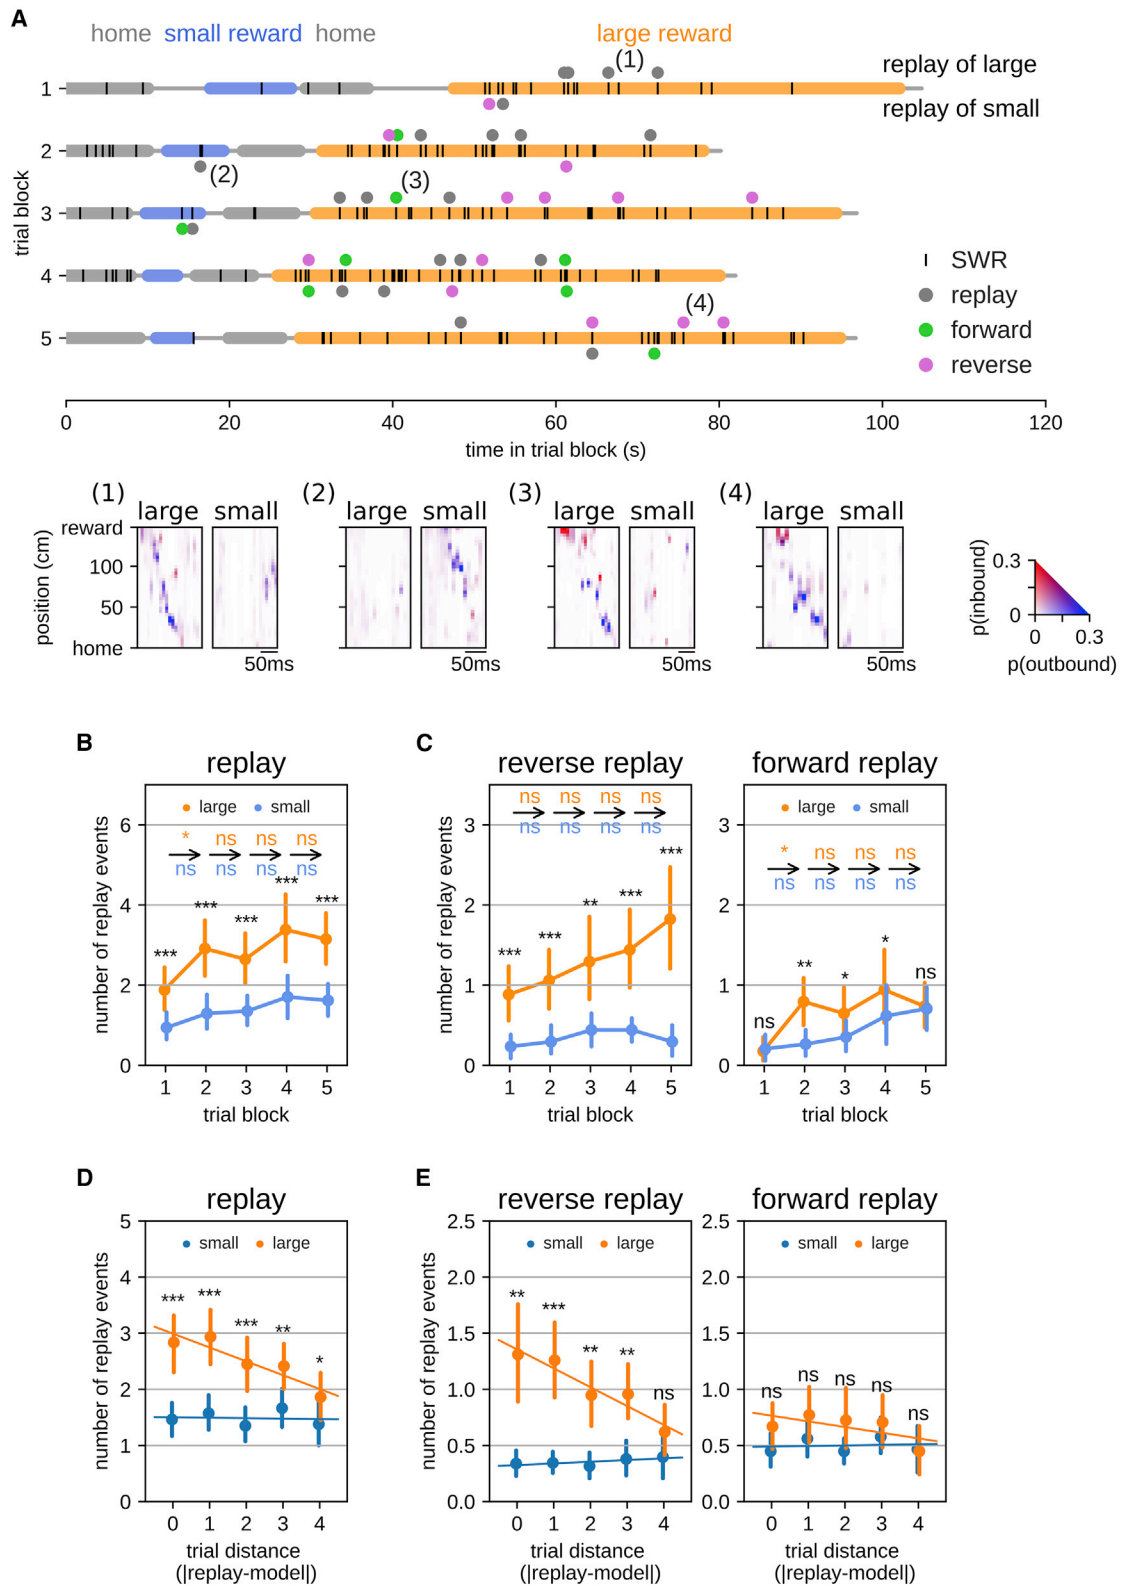 A
home small reward home large reward
(1)
replay of large
1
replay of small
2
(2)
(3)
3
trial block
4
SWR
(4)
replay
5
forward
reverse
0 20 40 60 80 100 120
time in trial block (s)
(1) (2) (3) (4)
large small large small large small large small
reward
100
50
home
position (cm)
50ms 50ms 50ms 50ms
0.3
0
p(inbound)
0 0.3
p(outbound)
B
replay
large small
* ns ns ns
ns ns ns ns
*** *** *** *** ***
6
4
2
0
number of replay events
1 2 3 4 5
trial block
C
reverse replay
ns ns ns ns
ns ns ns ns
*** *** ** *** ***
3
2
1
0
number of replay events
1 2 3 4 5
trial block
forward replay
large small
* ns ns ns
ns ns ns ns
ns ** * * ns
3
2
1
0
1 2 3 4 5
trial block
D
replay
small large
*** *** *** ** *
5
4
3
2
1
0
number of replay events
0 1 2 3 4
trial distance
(|replay-model|)
E
reverse replay
small large
** *** ** ** ns
2.5
2.0
1.5
1.0
0.5
0.0
number of replay events
0 1 2 3 4
trial distance
(|replay-model|)
forward replay
small large
ns ns ns ns ns
2.5
2.0
1.5
1.0
0.5
0.0
0 1 2 3 4
trial distance
(|replay-model|)